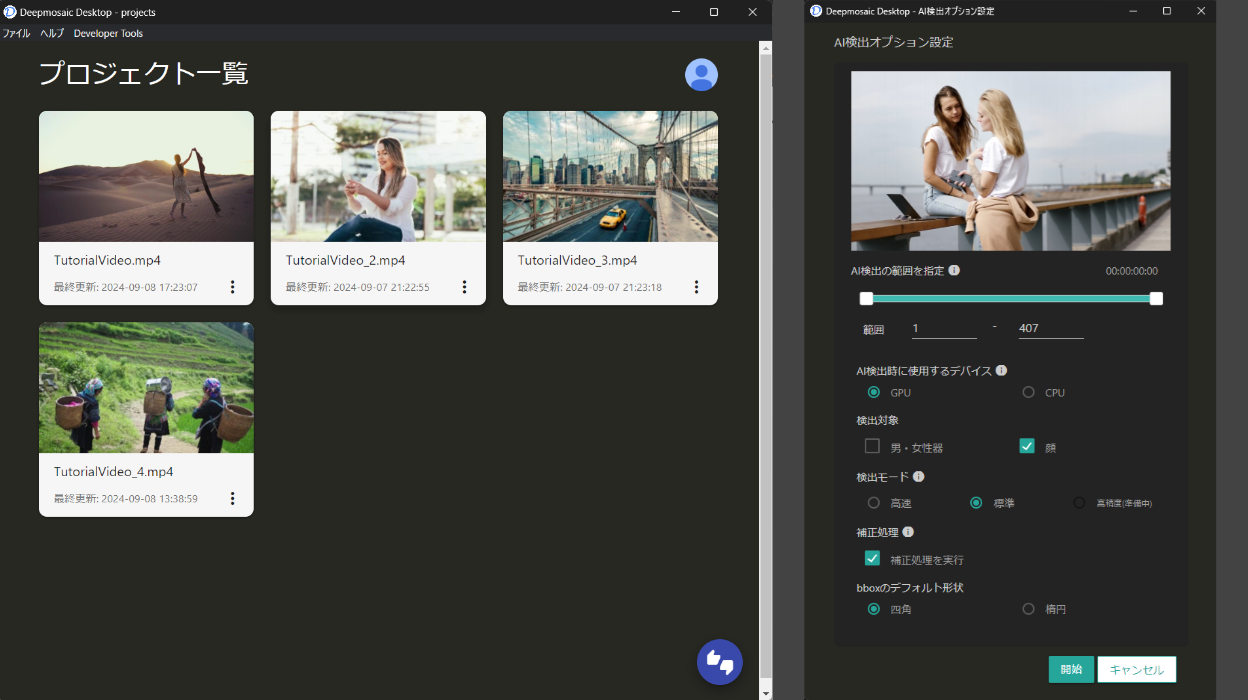 Deepmosaic Desktop - projects
ファイル ヘルプ Developer Tools
プロジェクト一覧
TutorialVideo.mp4
最終更新: 2024-09-08 17:23:07
TutorialVideo_2.mp4
最終更新: 2024-09-07 21:22:55
TutorialVideo_3.mp4
最終更新: 2024-09-07 21:23:18
TutorialVideo_4.mp4
最終更新: 2024-09-08 13:38:59
Deepmosaic Desktop - AI検出オプション設定
AI検出オプション設定
AI検出の範囲を指定 00:00:00:00
範囲 1 - 407
AI検出時に使用するデバイス
GPU CPU
検出対象
男・女性器 顔
検出モード
高速 標準 高精度(準備中)
補正処理
補正処理を実行
bboxのデフォルト形状
四角 楕円
開始 キャンセル